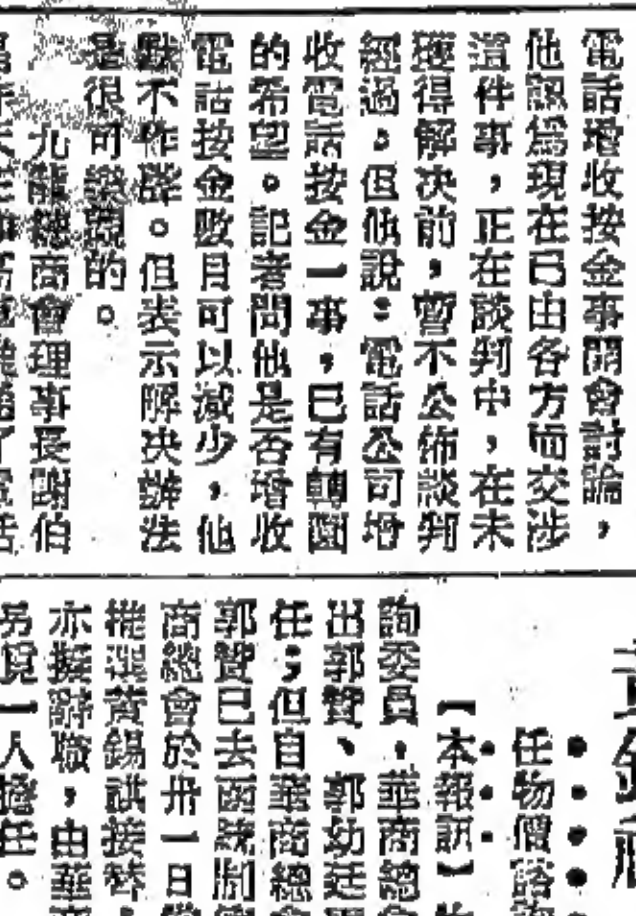 電話增收按金事開會討論，
他認爲現在已由各方面交涉
這件事，正在談判中，在未
獲得解決前，暫不公佈談判
經過。但他說：電話公司增
收電話按金一事，已有轉圜
的希望。記者問他是否增收
電話按金數目可以減少，他
默不作聲。但表示解決辦法
是很可樂觀的。
九龍總商會理事長謝伯
任物價諮
【本報訊】
詢委員，華商總
出郭贊、郭幼廷
任；但自華商總
郭贊已去函統制
商總會於卅一日
推選黃錫祺接替
亦擬辭職，由華
另覓一人擔任。